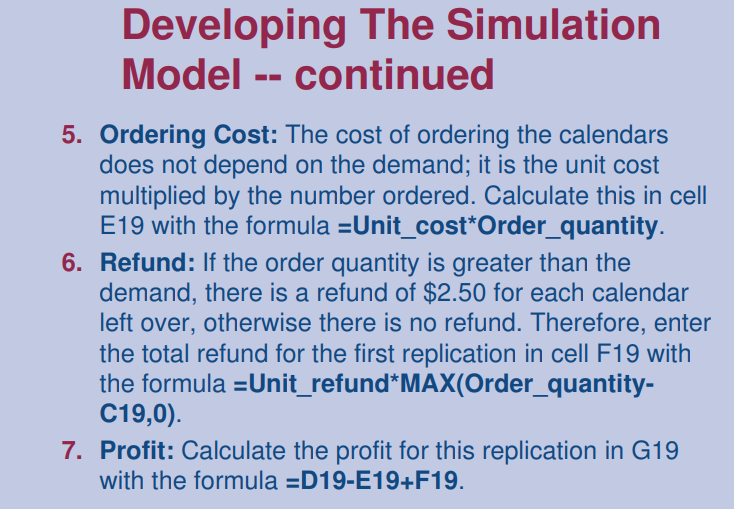 Developing The Simulation
Model -- continued
5. Ordering Cost: The cost of ordering the calendars
does not depend on the demand; it is the unit cost
multiplied by the number ordered. Calculate this in cell
E19 with the formula =Unit_cost*Order_quantity.
6. Refund: If the order quantity is greater than the
demand, there is a refund of $2.50 for each calendar
left over, otherwise there is no refund. Therefore, enter
the total refund for the first replication in cell F19 with
the formula =Unit_refund*MAX(Order_quantity-
C19,0).
7. Profit: Calculate the profit for this replication in G19
with the formula =D19-E19+F19.